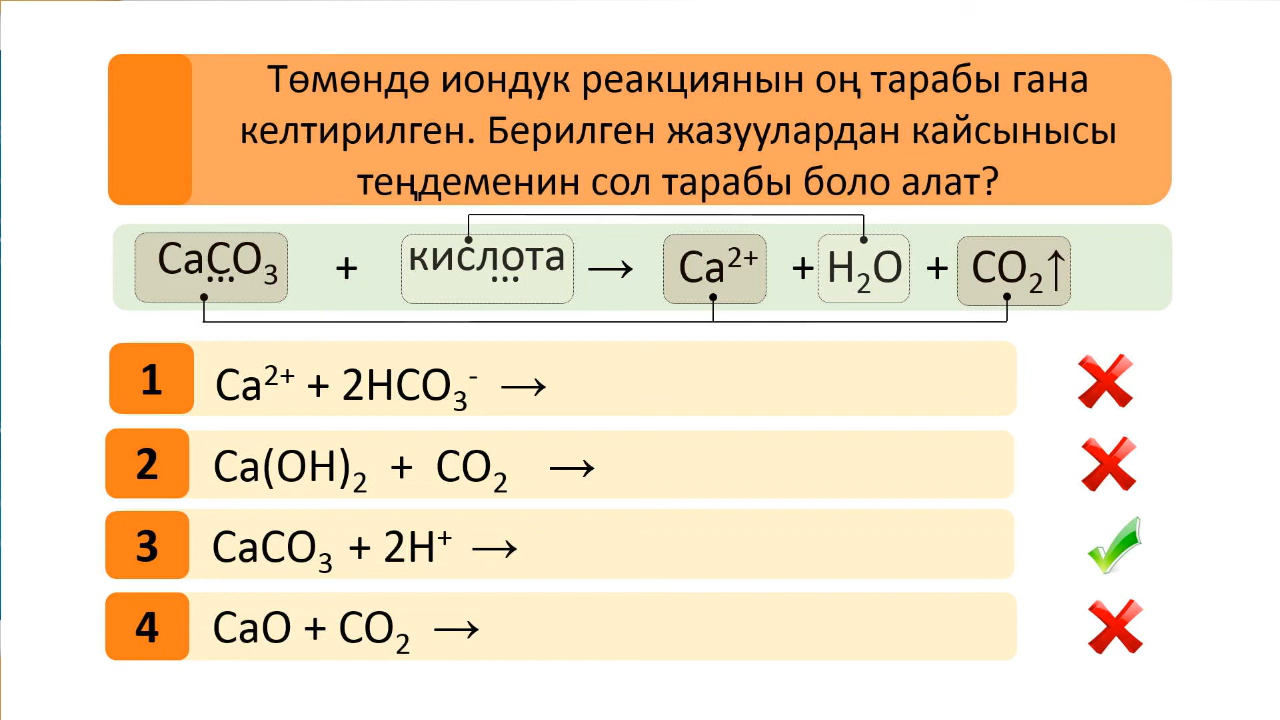 Төмөндө иондук реакциянын оң тарабы гана
келтирилген. Берилген жазуулардан кайсынысы
теңдеменин сол тарабы боло алат?
CaCO₃ + кислота → Ca²⁺ + H₂O + CO₂↑
... ...
1 Ca²⁺ + 2HCO₃⁻ →
2 Ca(OH)₂ + CO₂ →
3 CaCO₃ + 2H⁺ →
4 CaO + CO₂ →